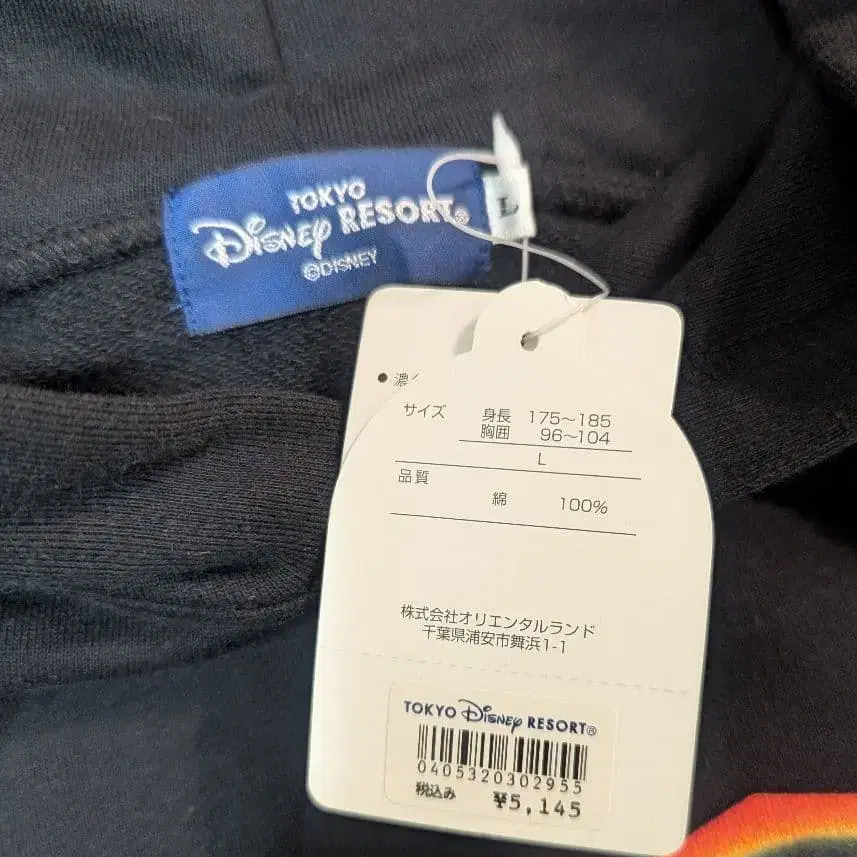 TOKYO
Disney RESORT®
©DISNEY
L
● 濃
サイズ 身長 175~185
胸囲 96~104
L
品質
綿 100%
株式会社オリエンタルランド
千葉県浦安市舞浜1-1
TOKYO Disney RESORT®
0405320302955
税込み ¥5,145